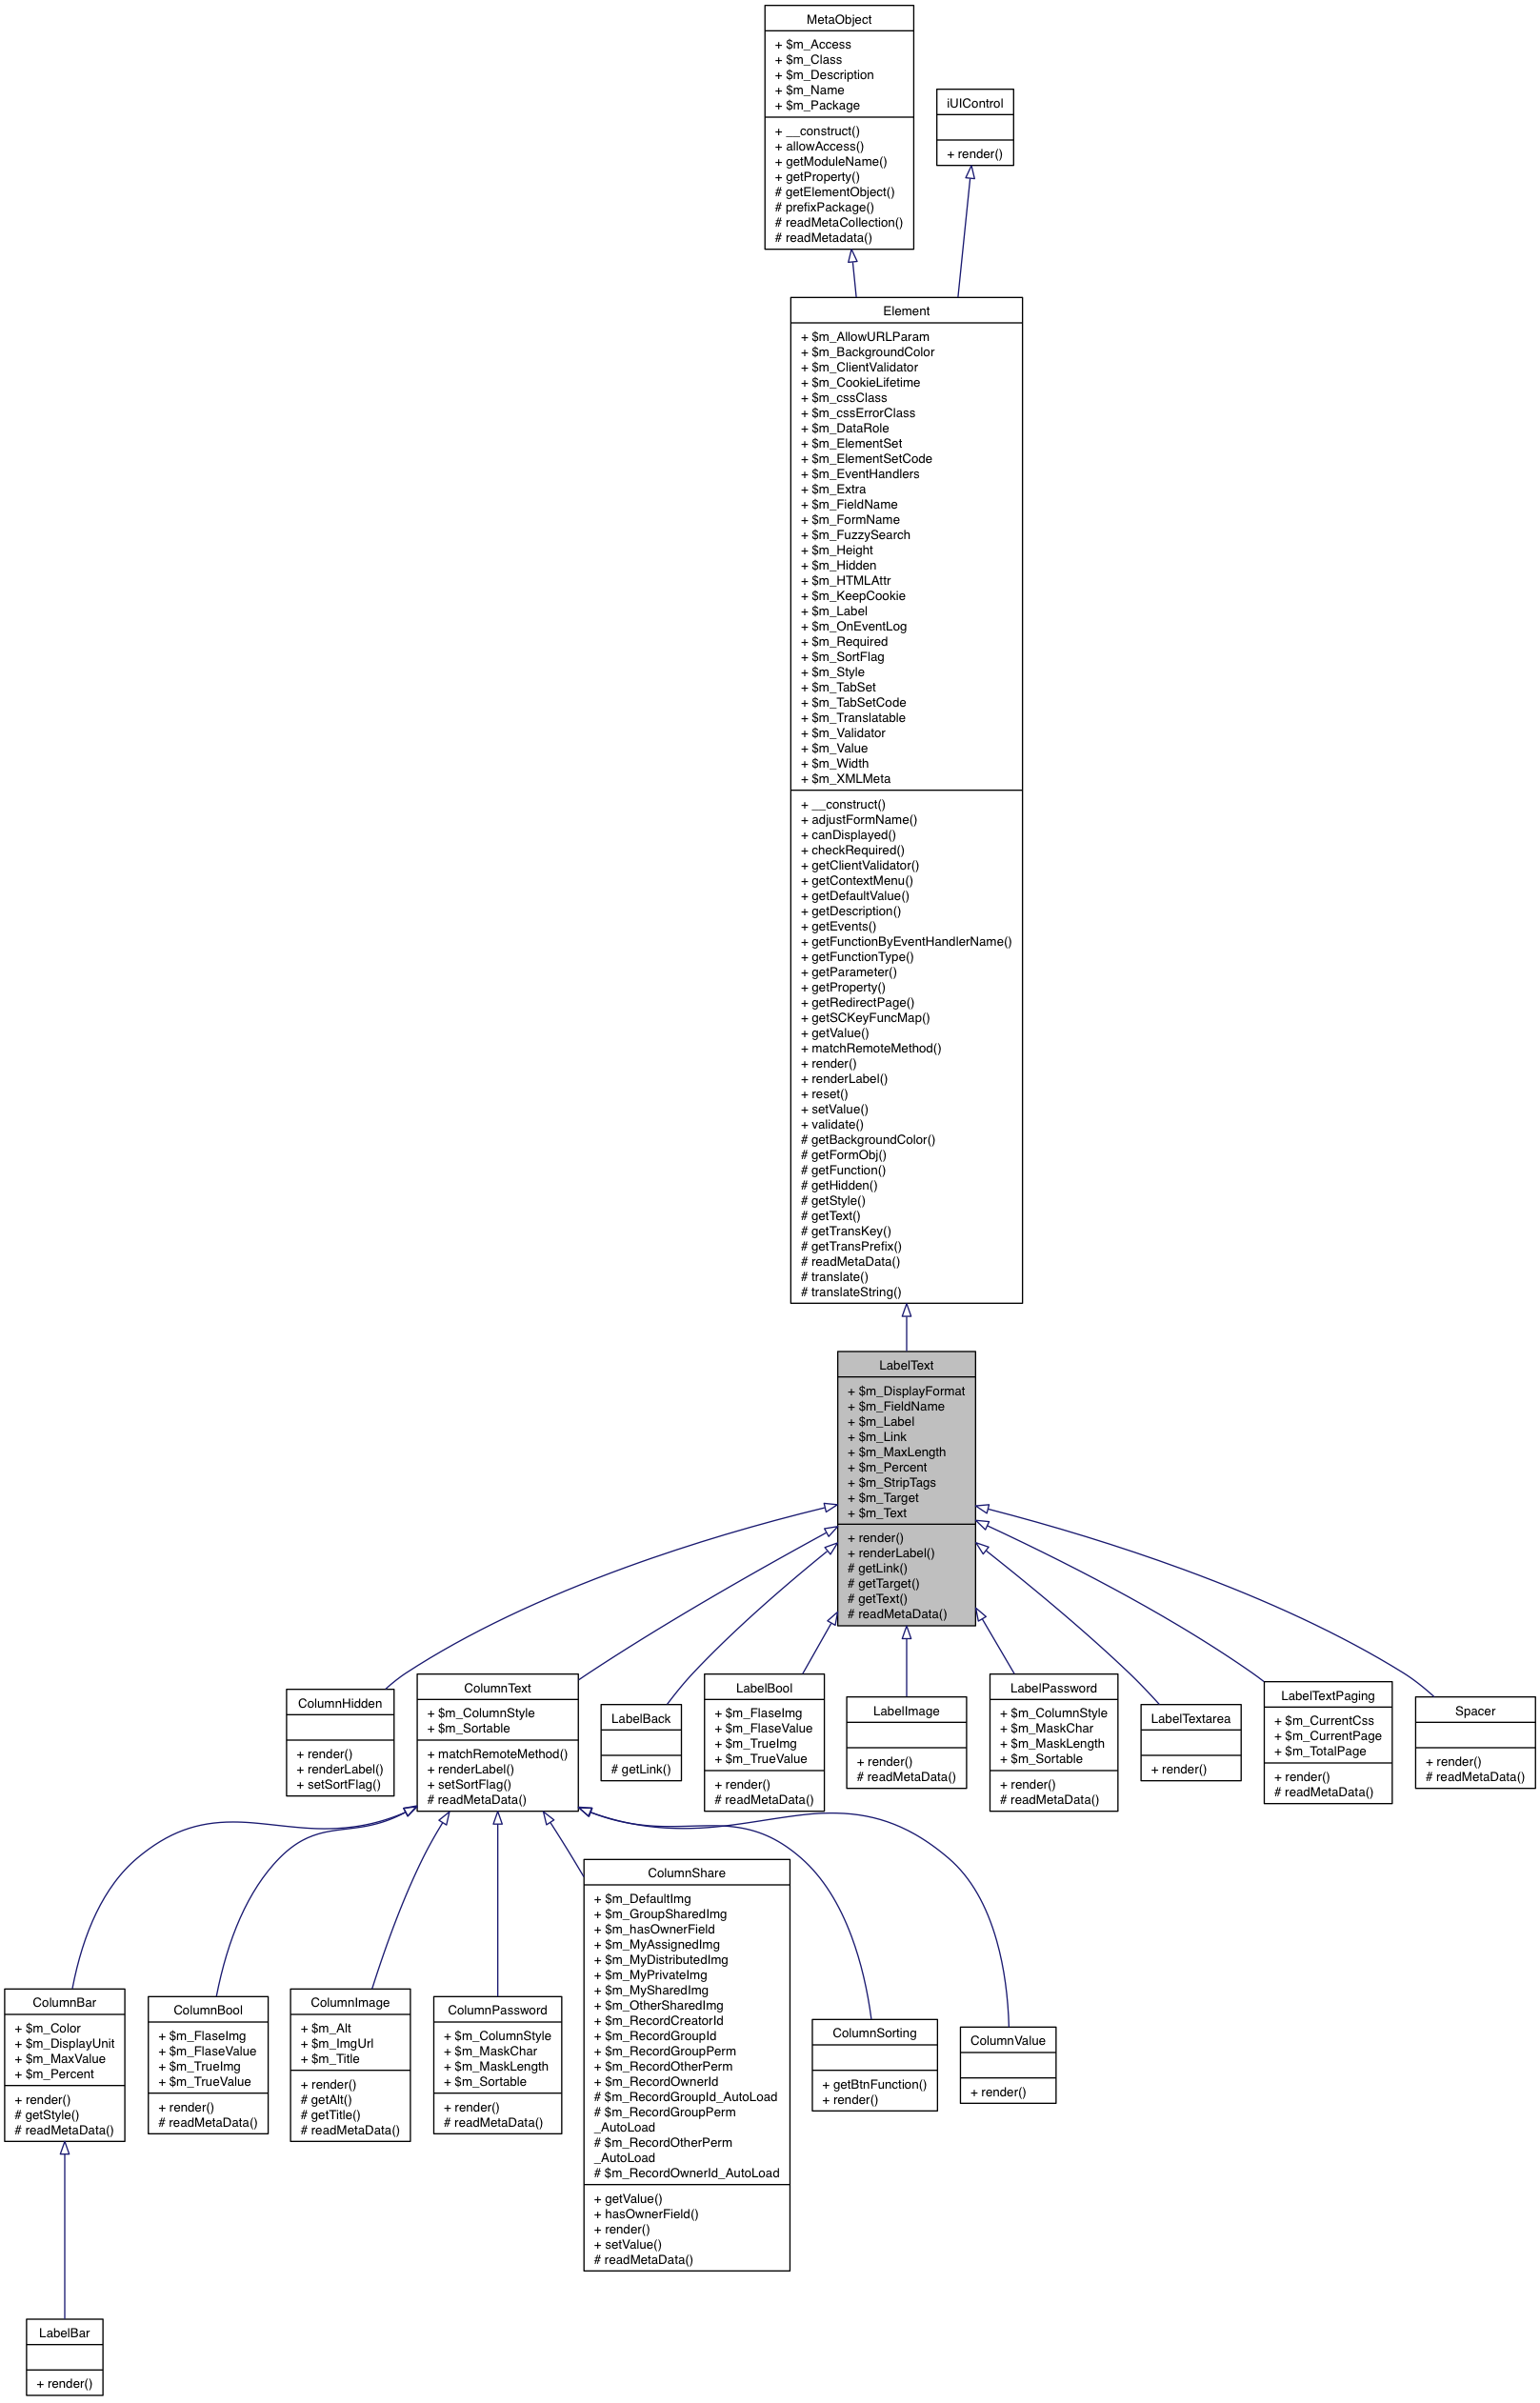 MetaObject
+ $m_Access
+ $m_Class
+ $m_Description
+ $m_Name
+ $m_Package
+ __construct()
+ allowAccess()
+ getModuleName()
+ getProperty()
# getElementObject()
# prefixPackage()
# readMetaCollection()
# readMetadata()
iUIControl
+ render()
Element
+ $m_AllowURLParam
+ $m_BackgroundColor
+ $m_ClientValidator
+ $m_CookieLifetime
+ $m_cssClass
+ $m_cssErrorClass
+ $m_DataRole
+ $m_ElementSet
+ $m_ElementSetCode
+ $m_EventHandlers
+ $m_Extra
+ $m_FieldName
+ $m_FormName
+ $m_FuzzySearch
+ $m_Height
+ $m_Hidden
+ $m_HTMLAttr
+ $m_KeepCookie
+ $m_Label
+ $m_OnEventLog
+ $m_Required
+ $m_SortFlag
+ $m_Style
+ $m_TabSet
+ $m_TabSetCode
+ $m_Translatable
+ $m_Validator
+ $m_Value
+ $m_Width
+ $m_XMLMeta
+ __construct()
+ adjustFormName()
+ canDisplayed()
+ checkRequired()
+ getClientValidator()
+ getContextMenu()
+ getDefaultValue()
+ getDescription()
+ getEvents()
+ getFunctionByEventHandlerName()
+ getFunctionType()
+ getParameter()
+ getProperty()
+ getRedirectPage()
+ getSCKeyFuncMap()
+ getValue()
+ matchRemoteMethod()
+ render()
+ renderLabel()
+ reset()
+ setValue()
+ validate()
# getBackgroundColor()
# getFormObj()
# getFunction()
# getHidden()
# getStyle()
# getText()
# getTransKey()
# getTransPrefix()
# readMetaData()
# translate()
# translateString()
LabelText
+ $m_DisplayFormat
+ $m_FieldName
+ $m_Label
+ $m_Link
+ $m_MaxLength
+ $m_Percent
+ $m_StripTags
+ $m_Target
+ $m_Text
+ render()
+ renderLabel()
# getLink()
# getTarget()
# getText()
# readMetaData()
ColumnHidden
+ render()
+ renderLabel()
+ setSortFlag()
ColumnText
+ $m_ColumnStyle
+ $m_Sortable
+ matchRemoteMethod()
+ renderLabel()
+ setSortFlag()
# readMetaData()
LabelBack
# getLink()
LabelBool
+ $m_FlaseImg
+ $m_FlaseValue
+ $m_TrueImg
+ $m_TrueValue
+ render()
# readMetaData()
LabelImage
+ render()
# readMetaData()
LabelPassword
+ $m_ColumnStyle
+ $m_MaskChar
+ $m_MaskLength
+ $m_Sortable
+ render()
# readMetaData()
LabelTextarea
+ render()
LabelTextPaging
+ $m_CurrentCss
+ $m_CurrentPage
+ $m_TotalPage
+ render()
# readMetaData()
Spacer
+ render()
# readMetaData()
ColumnBar
+ $m_Color
+ $m_DisplayUnit
+ $m_MaxValue
+ $m_Percent
+ render()
# getStyle()
# readMetaData()
ColumnBool
+ $m_FlaseImg
+ $m_FlaseValue
+ $m_TrueImg
+ $m_TrueValue
+ render()
# readMetaData()
ColumnImage
+ $m_Alt
+ $m_ImgUrl
+ $m_Title
+ render()
# getAlt()
# getTitle()
# readMetaData()
ColumnPassword
+ $m_ColumnStyle
+ $m_MaskChar
+ $m_MaskLength
+ $m_Sortable
+ render()
# readMetaData()
ColumnShare
+ $m_DefaultImg
+ $m_GroupSharedImg
+ $m_hasOwnerField
+ $m_MyAssignedImg
+ $m_MyDistributedImg
+ $m_MyPrivateImg
+ $m_MySharedImg
+ $m_OtherSharedImg
+ $m_RecordCreatorId
+ $m_RecordGroupId
+ $m_RecordGroupPerm
+ $m_RecordOtherPerm
+ $m_RecordOwnerId
# $m_RecordGroupId_AutoLoad
# $m_RecordGroupPerm
_AutoLoad
# $m_RecordOtherPerm
_AutoLoad
# $m_RecordOwnerId_AutoLoad
+ getValue()
+ hasOwnerField()
+ render()
+ setValue()
# readMetaData()
ColumnSorting
+ getBtnFunction()
+ render()
ColumnValue
+ render()
LabelBar
+ render()